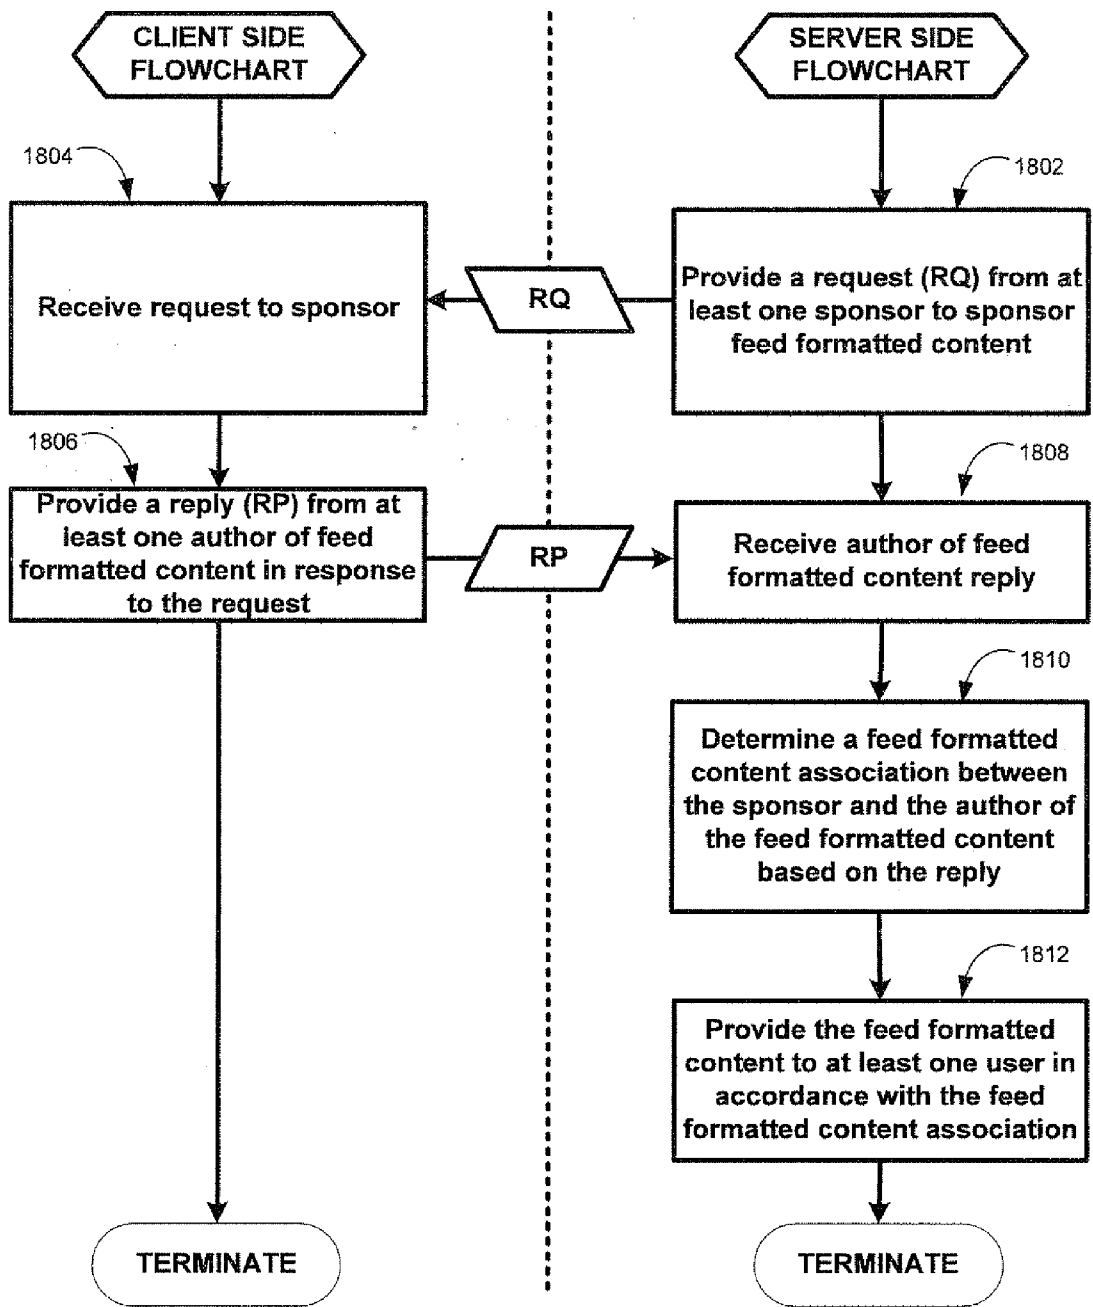 CLIENT SIDE
FLOWCHART
SERVER SIDE
FLOWCHART
1804
1802
Receive request to sponsor
RQ
Provide a request (RQ) from at
least one sponsor to sponsor
feed formatted content
1806
1808
Provide a reply (RP) from at
least one author of feed
formatted content in response
to the request
RP
Receive author of feed
formatted content reply
1810
Determine a feed formatted
content association between
the sponsor and the author of
the feed formatted content
based on the reply
1812
Provide the feed formatted
content to at least one user in
accordance with the feed
formatted content association
TERMINATE
TERMINATE